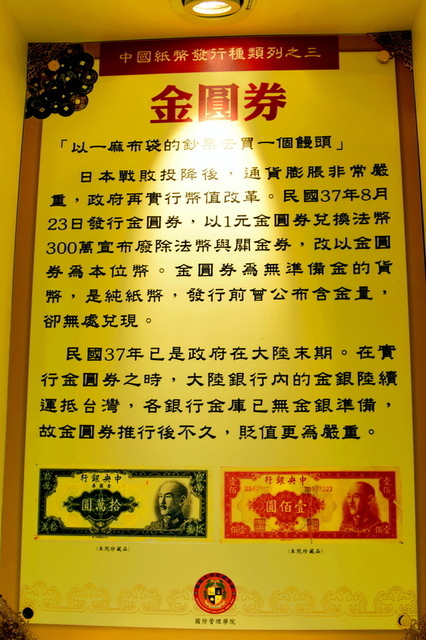 中國紙幣發行種類列之三
金圓券
「以一麻布袋的鈔票去買一個饅頭」
日本戰敗投降後，通貨膨脹非常嚴
重，政府再實行幣值改革。民國37年8月
23日發行金圓券，以1元金圓券兌換法幣
300萬宣布廢除法幣與關金券，改以金圓
券為本位幣。金圓券為無準備金的貨
幣，是純紙幣，發行前曾公布含金量，
卻無處兌現。
民國37年已是政府在大陸末期。在實
行金圓券之時，大陸銀行內的金銀陸續
運抵台灣，各銀行金庫已無金銀準備，
故金圓券推行後不久，貶值更為嚴重。
中央銀行
拾萬圓
中央銀行
壹佰圓
（本院珍藏品）
（本院珍藏品）
國防管理學院